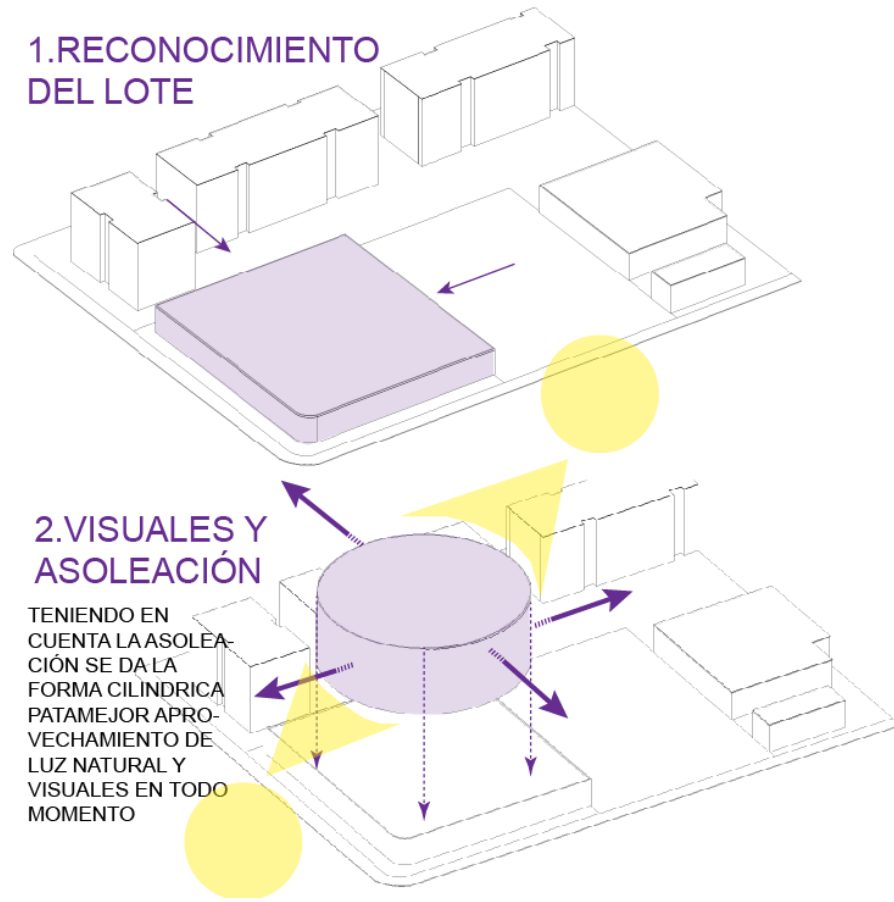 1.RECONOCIMIENTO
DEL LOTE
2.VISUALES Y
ASOLEACIÓN
TENIENDO EN
CUENTA LA ASOLEA-
CIÓN SE DA LA
FORMA CILÍNDRICA
PATAMEJOR APRO-
VECHAMIENTO DE
LUZ NATURAL Y
VISUALES EN TODO
MOMENTO